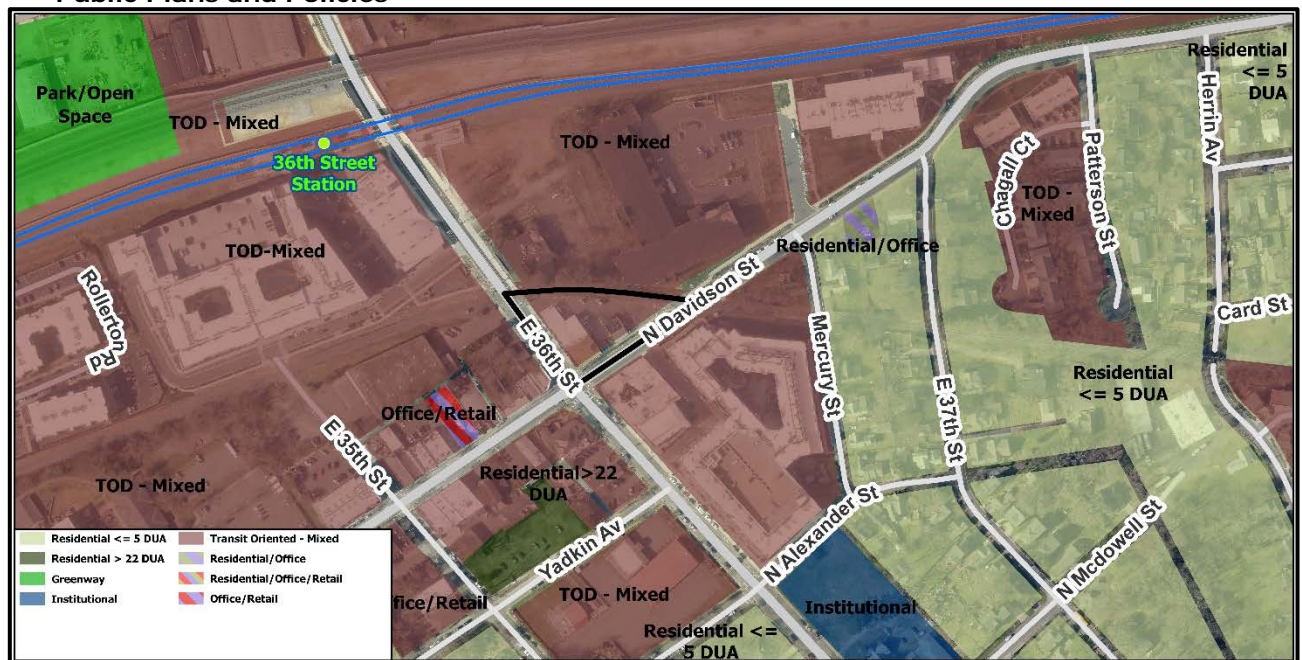 Public Plans and Policies
Residential
<= 5
DUA
Park/Open
Space
TOD - Mixed
36th Street
Station
TOD - Mixed
Herrin Av
Patterson St
Chagall Ct
TOD -
Mixed
TOD-Mixed
Residential/Office
Rollerton Rd
N Davidson St
E 36th St
Mercury St
E 37th St
Card St
Residential
<= 5 DUA
Office/Retail
E 35th St
Residential>22
DUA
TOD - Mixed
Yadkin Av
N Alexander St
N Mcdowell St
ffice/Retail
TOD - Mixed
Institutional
Residential <=
5 DUA
Residential <= 5 DUA
Residential > 22 DUA
Greenway
Institutional
Transit Oriented - Mixed
Residential/Office
Residential/Office/Retail
Office/Retail